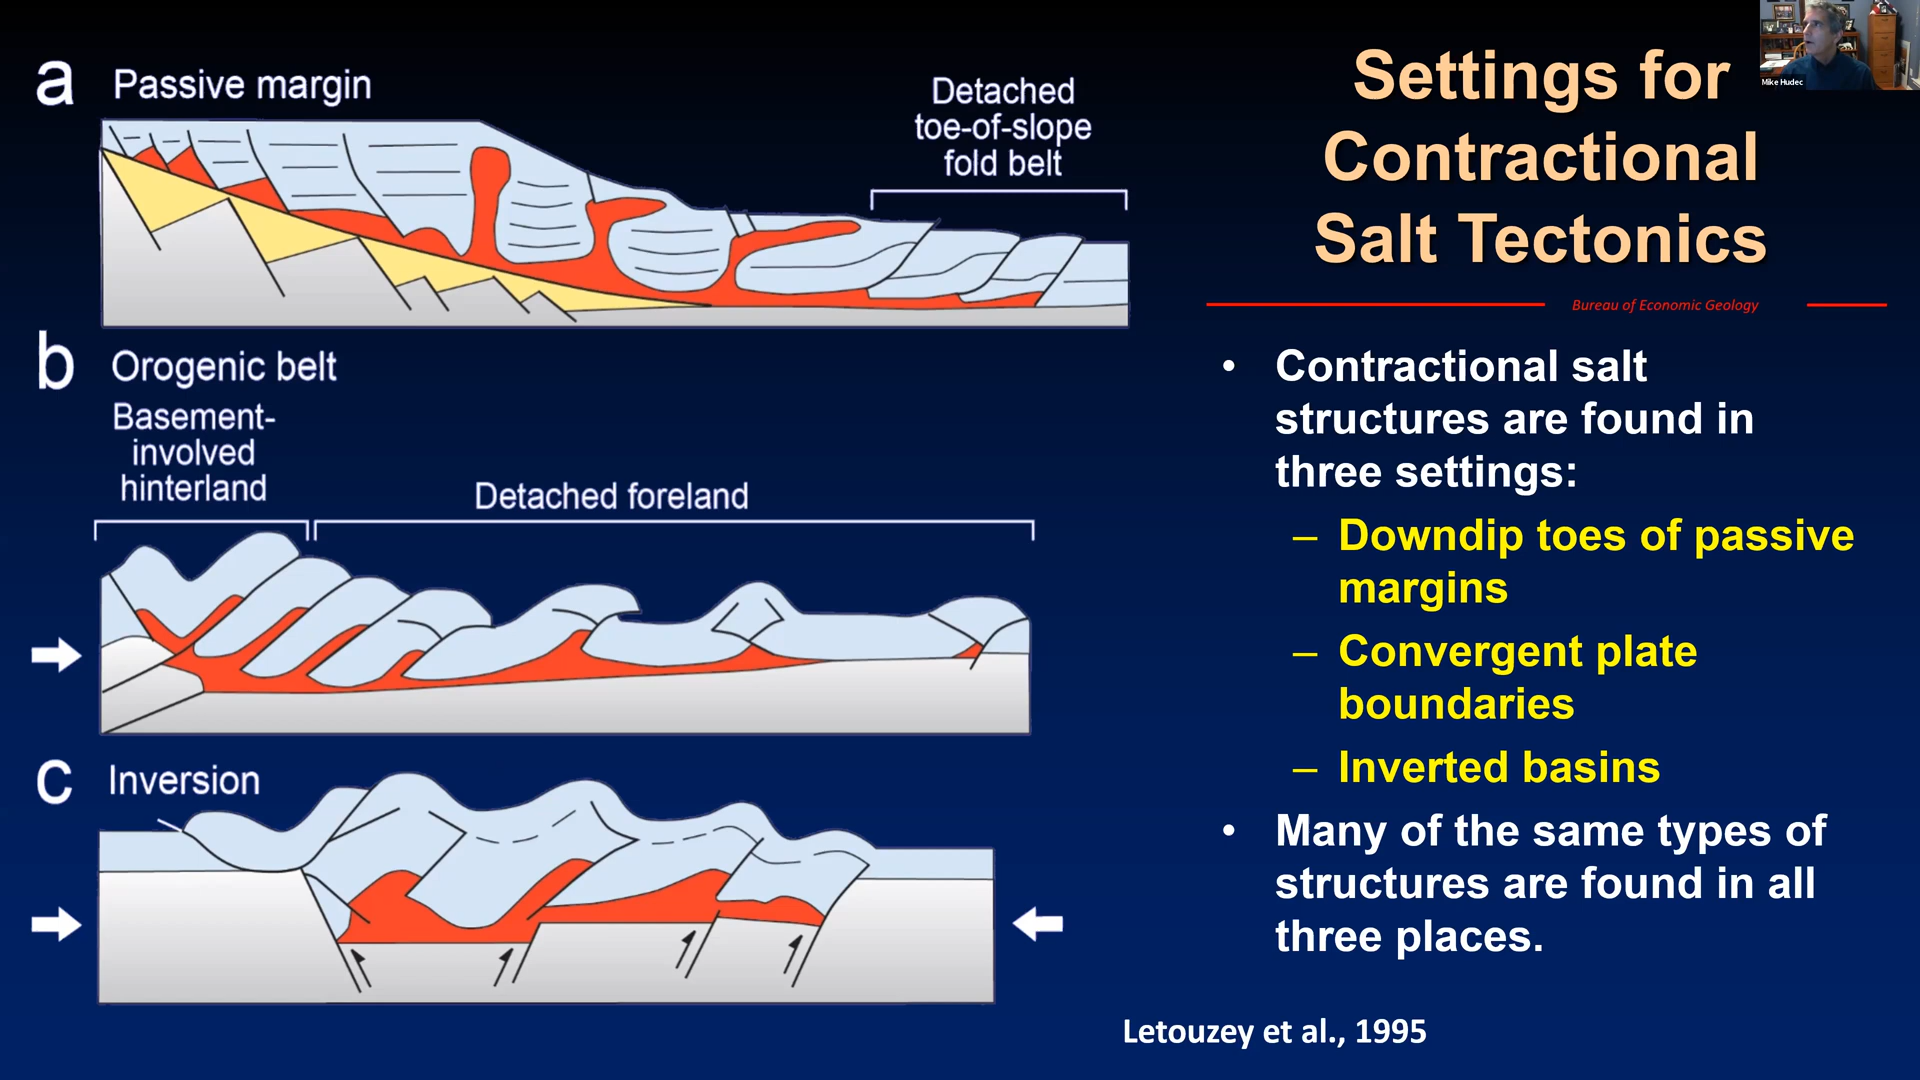 a Passive margin
Detached
toe-of-slope
fold belt
b Orogenic belt
Basement-
involved
hinterland
Detached foreland
c Inversion
Settings for
Contractional
Salt Tectonics
Mike Hudec
Bureau of Economic Geology
• Contractional salt
structures are found in
three settings:
– Downdip toes of passive
margins
– Convergent plate
boundaries
– Inverted basins
• Many of the same types of
structures are found in all
three places.
Letouzey et al., 1995